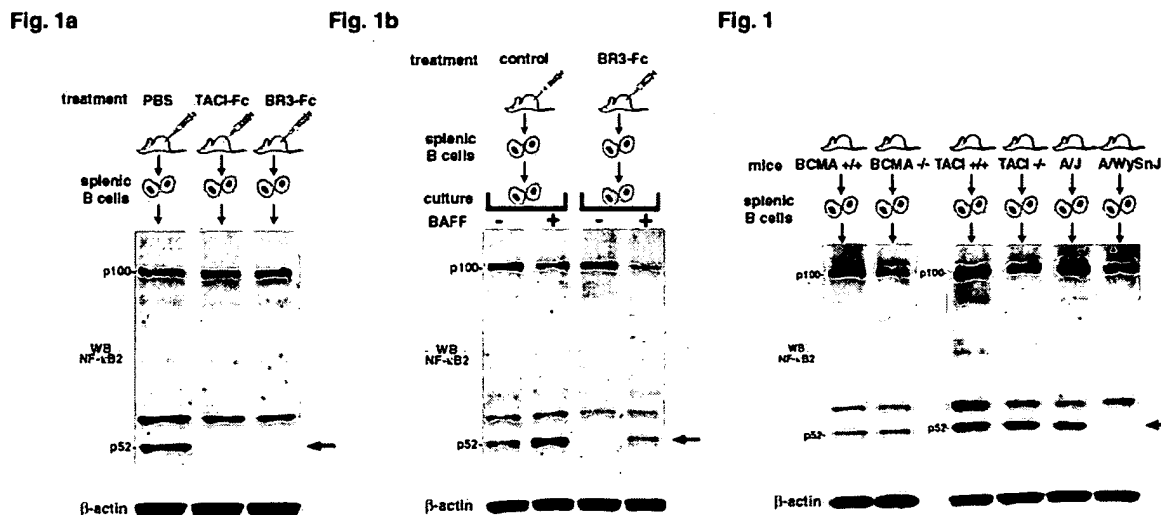 Fig. 1a
treatment PBS TACI-Fc BR3-Fc
splenic
B cells
p100-
WB
NF-κB2
p52-
β-actin
Fig. 1b
treatment control BR3-Fc
splenic
B cells
culture
BAFF - + - +
p100-
WB
NF-κB2
p52-
β-actin
Fig. 1
mice BCMA +/+ BCMA -/- TACI +/+ TACI -/- A/J A/WySnJ
splenic
B cells
p100- p100-
WB
NF-κB2
p52- p52-
β-actin